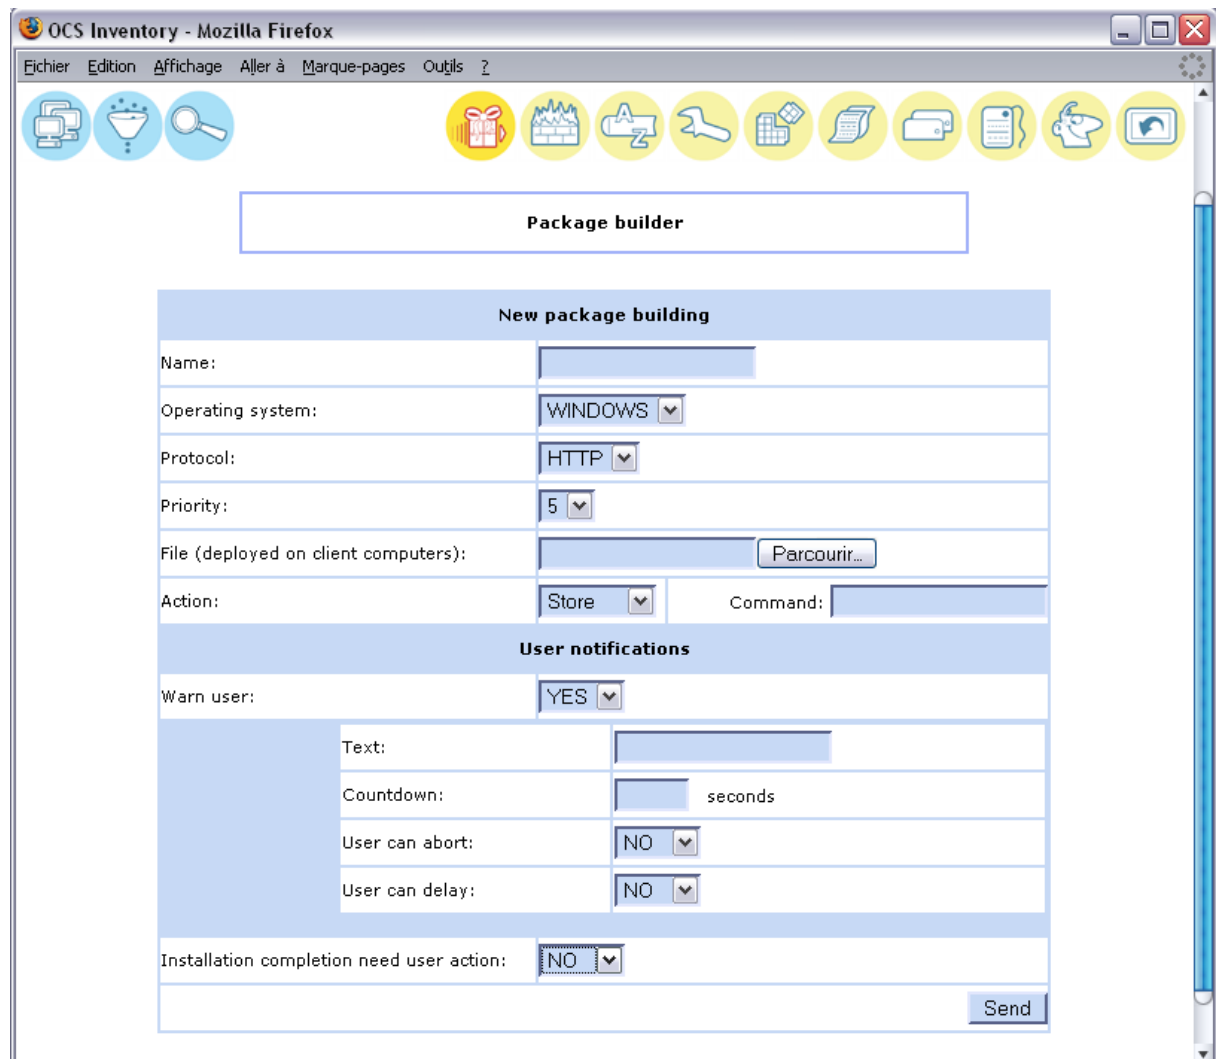 OCS Inventory - Mozilla Firefox
Fichier Edition Affichage Aller à Marque-pages Outils ?
A
Z
Package builder
New package building
Name:
Operating system: WINDOWS
Protocol: HTTP
Priority: 5
File (deployed on client computers): Parcourir...
Action: Store Command:
User notifications
Warn user: YES
Text:
Countdown: seconds
User can abort: NO
User can delay: NO
Installation completion need user action: NO
Send